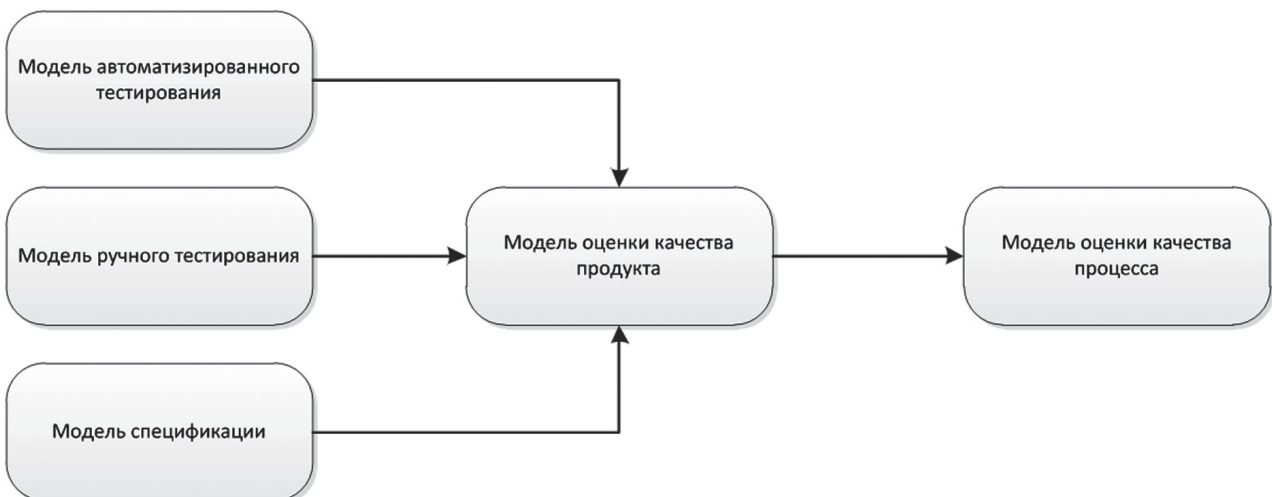 Модель автоматизированного
тестирования
Модель ручного тестирования
Модель оценки качества
продукта
Модель оценки качества
процесса
Модель спецификации